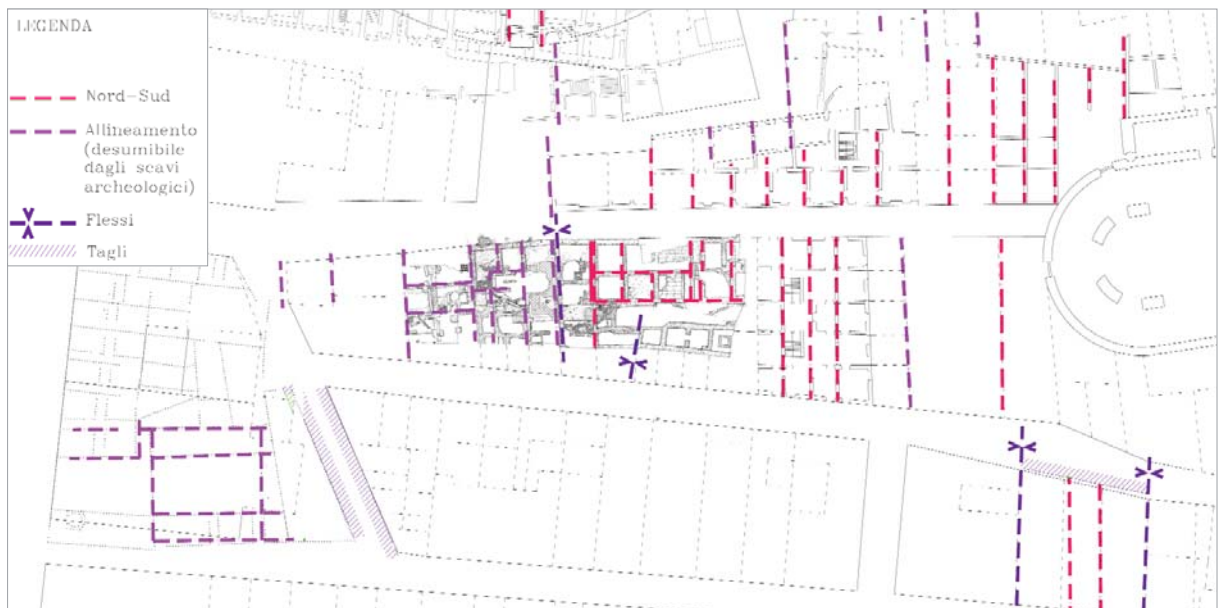 LEGENDA
Nord-Sud
Allineamento
(desumibile
dagli scavi
archeologici)
Flessi
Tagli